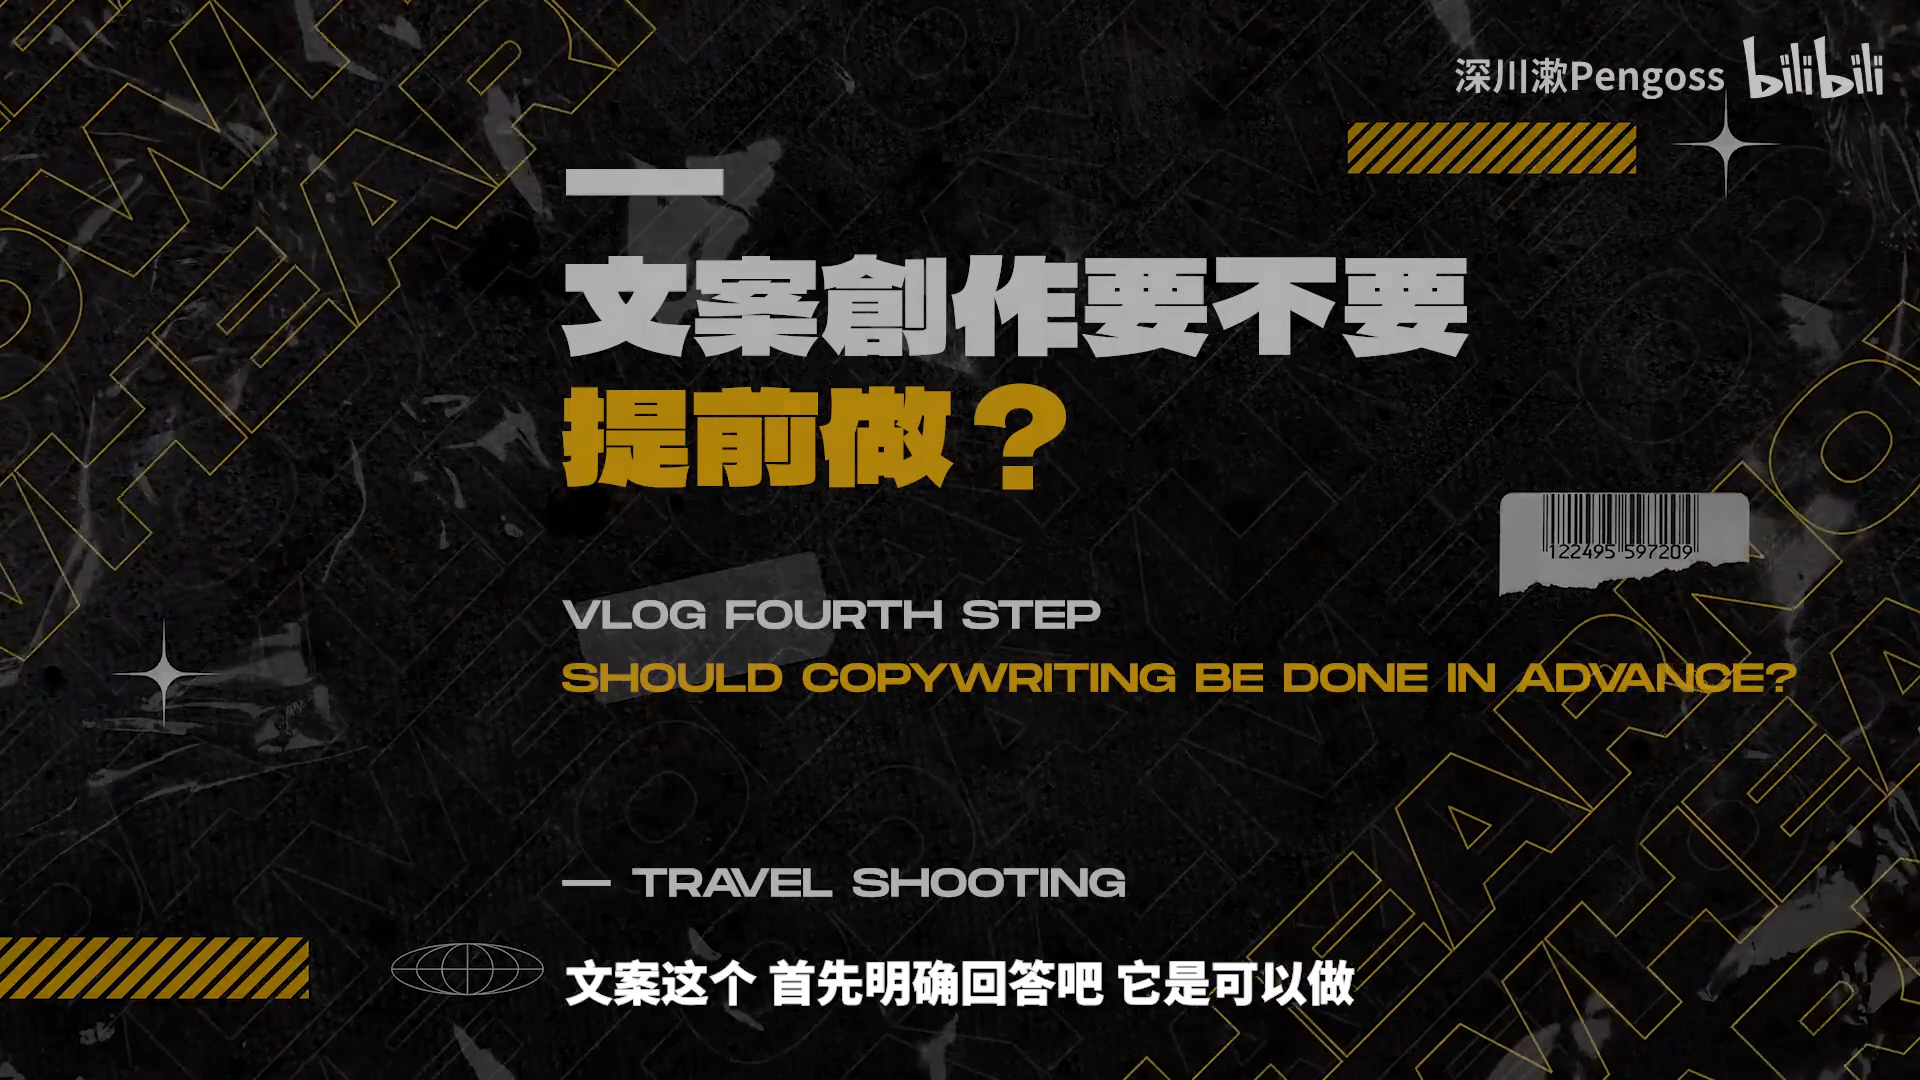 深川漱Pengoss bilibili
文案創作要不要
提前做？
122495 597209
VLOG FOURTH STEP
SHOULD COPYWRITING BE DONE IN ADVANCE?
— TRAVEL SHOOTING
文案这个 首先明确回答吧 它是可以做